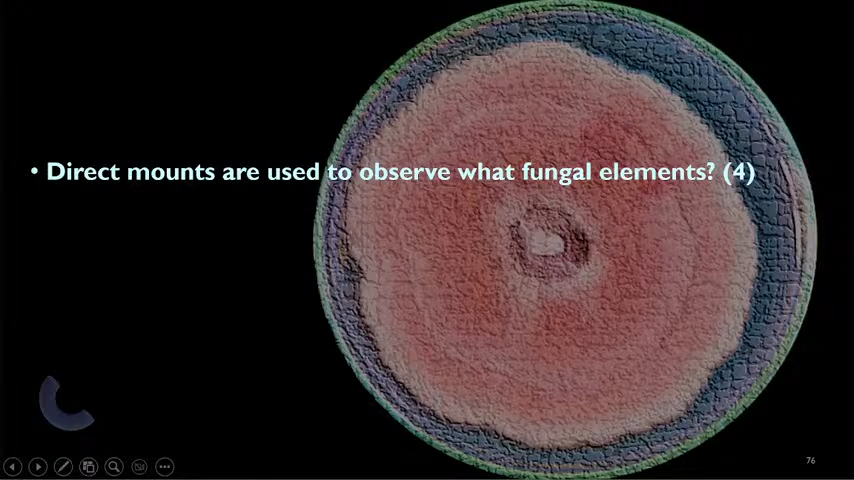 • Direct mounts are used to observe what fungal elements? (4)
76